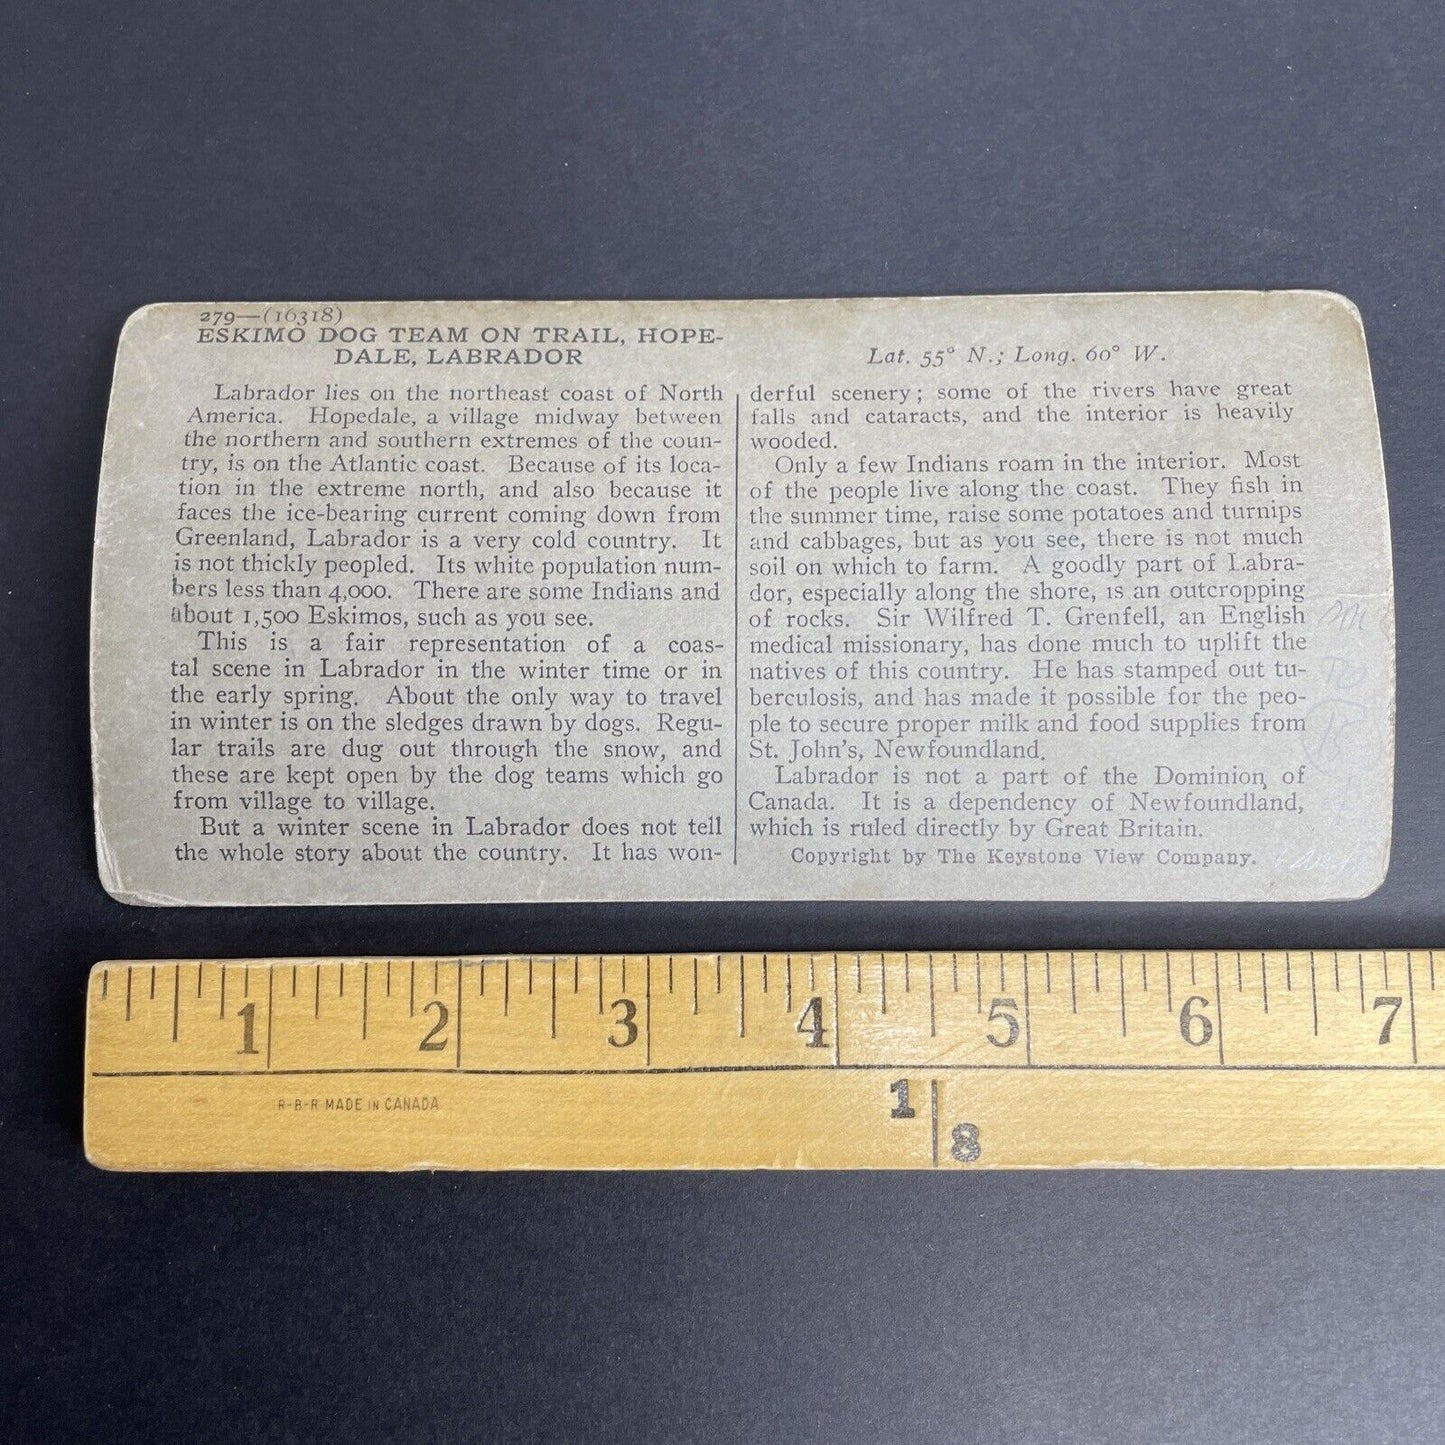 279—(16318)
ESKIMO DOG TEAM ON TRAIL, HOPE-
DALE, LABRADOR
Lat. 55° N.; Long. 60° W.
Labrador lies on the northeast coast of North
America. Hopedale, a village midway between
the northern and southern extremes of the coun-
try, is on the Atlantic coast. Because of its loca-
tion in the extreme north, and also because it
faces the ice-bearing current coming down from
Greenland, Labrador is a very cold country. It
is not thickly peopled. Its white population num-
bers less than 4,000. There are some Indians and
about 1,500 Eskimos, such as you see.
This is a fair representation of a coas-
tal scene in Labrador in the winter time or in
the early spring. About the only way to travel
in winter is on the sledges drawn by dogs. Regu-
lar trails are dug out through the snow, and
these are kept open by the dog teams which go
from village to village.
But a winter scene in Labrador does not tell
the whole story about the country. It has won-
derful scenery; some of the rivers have great
falls and cataracts, and the interior is heavily
wooded.
Only a few Indians roam in the interior. Most
of the people live along the coast. They fish in
the summer time, raise some potatoes and turnips
and cabbages, but as you see, there is not much
soil on which to farm. A goodly part of Labra-
dor, especially along the shore, is an outcropping
of rocks. Sir Wilfred T. Grenfell, an English
medical missionary, has done much to uplift the
natives of this country. He has stamped out tu-
berculosis, and has made it possible for the peo-
ple to secure proper milk and food supplies from
St. John's, Newfoundland.
Labrador is not a part of the Dominion of
Canada. It is a dependency of Newfoundland,
which is ruled directly by Great Britain.
Copyright by The Keystone View Company.
1 2 3 4 5 6 7
R-B-R MADE IN CANADA
1
8